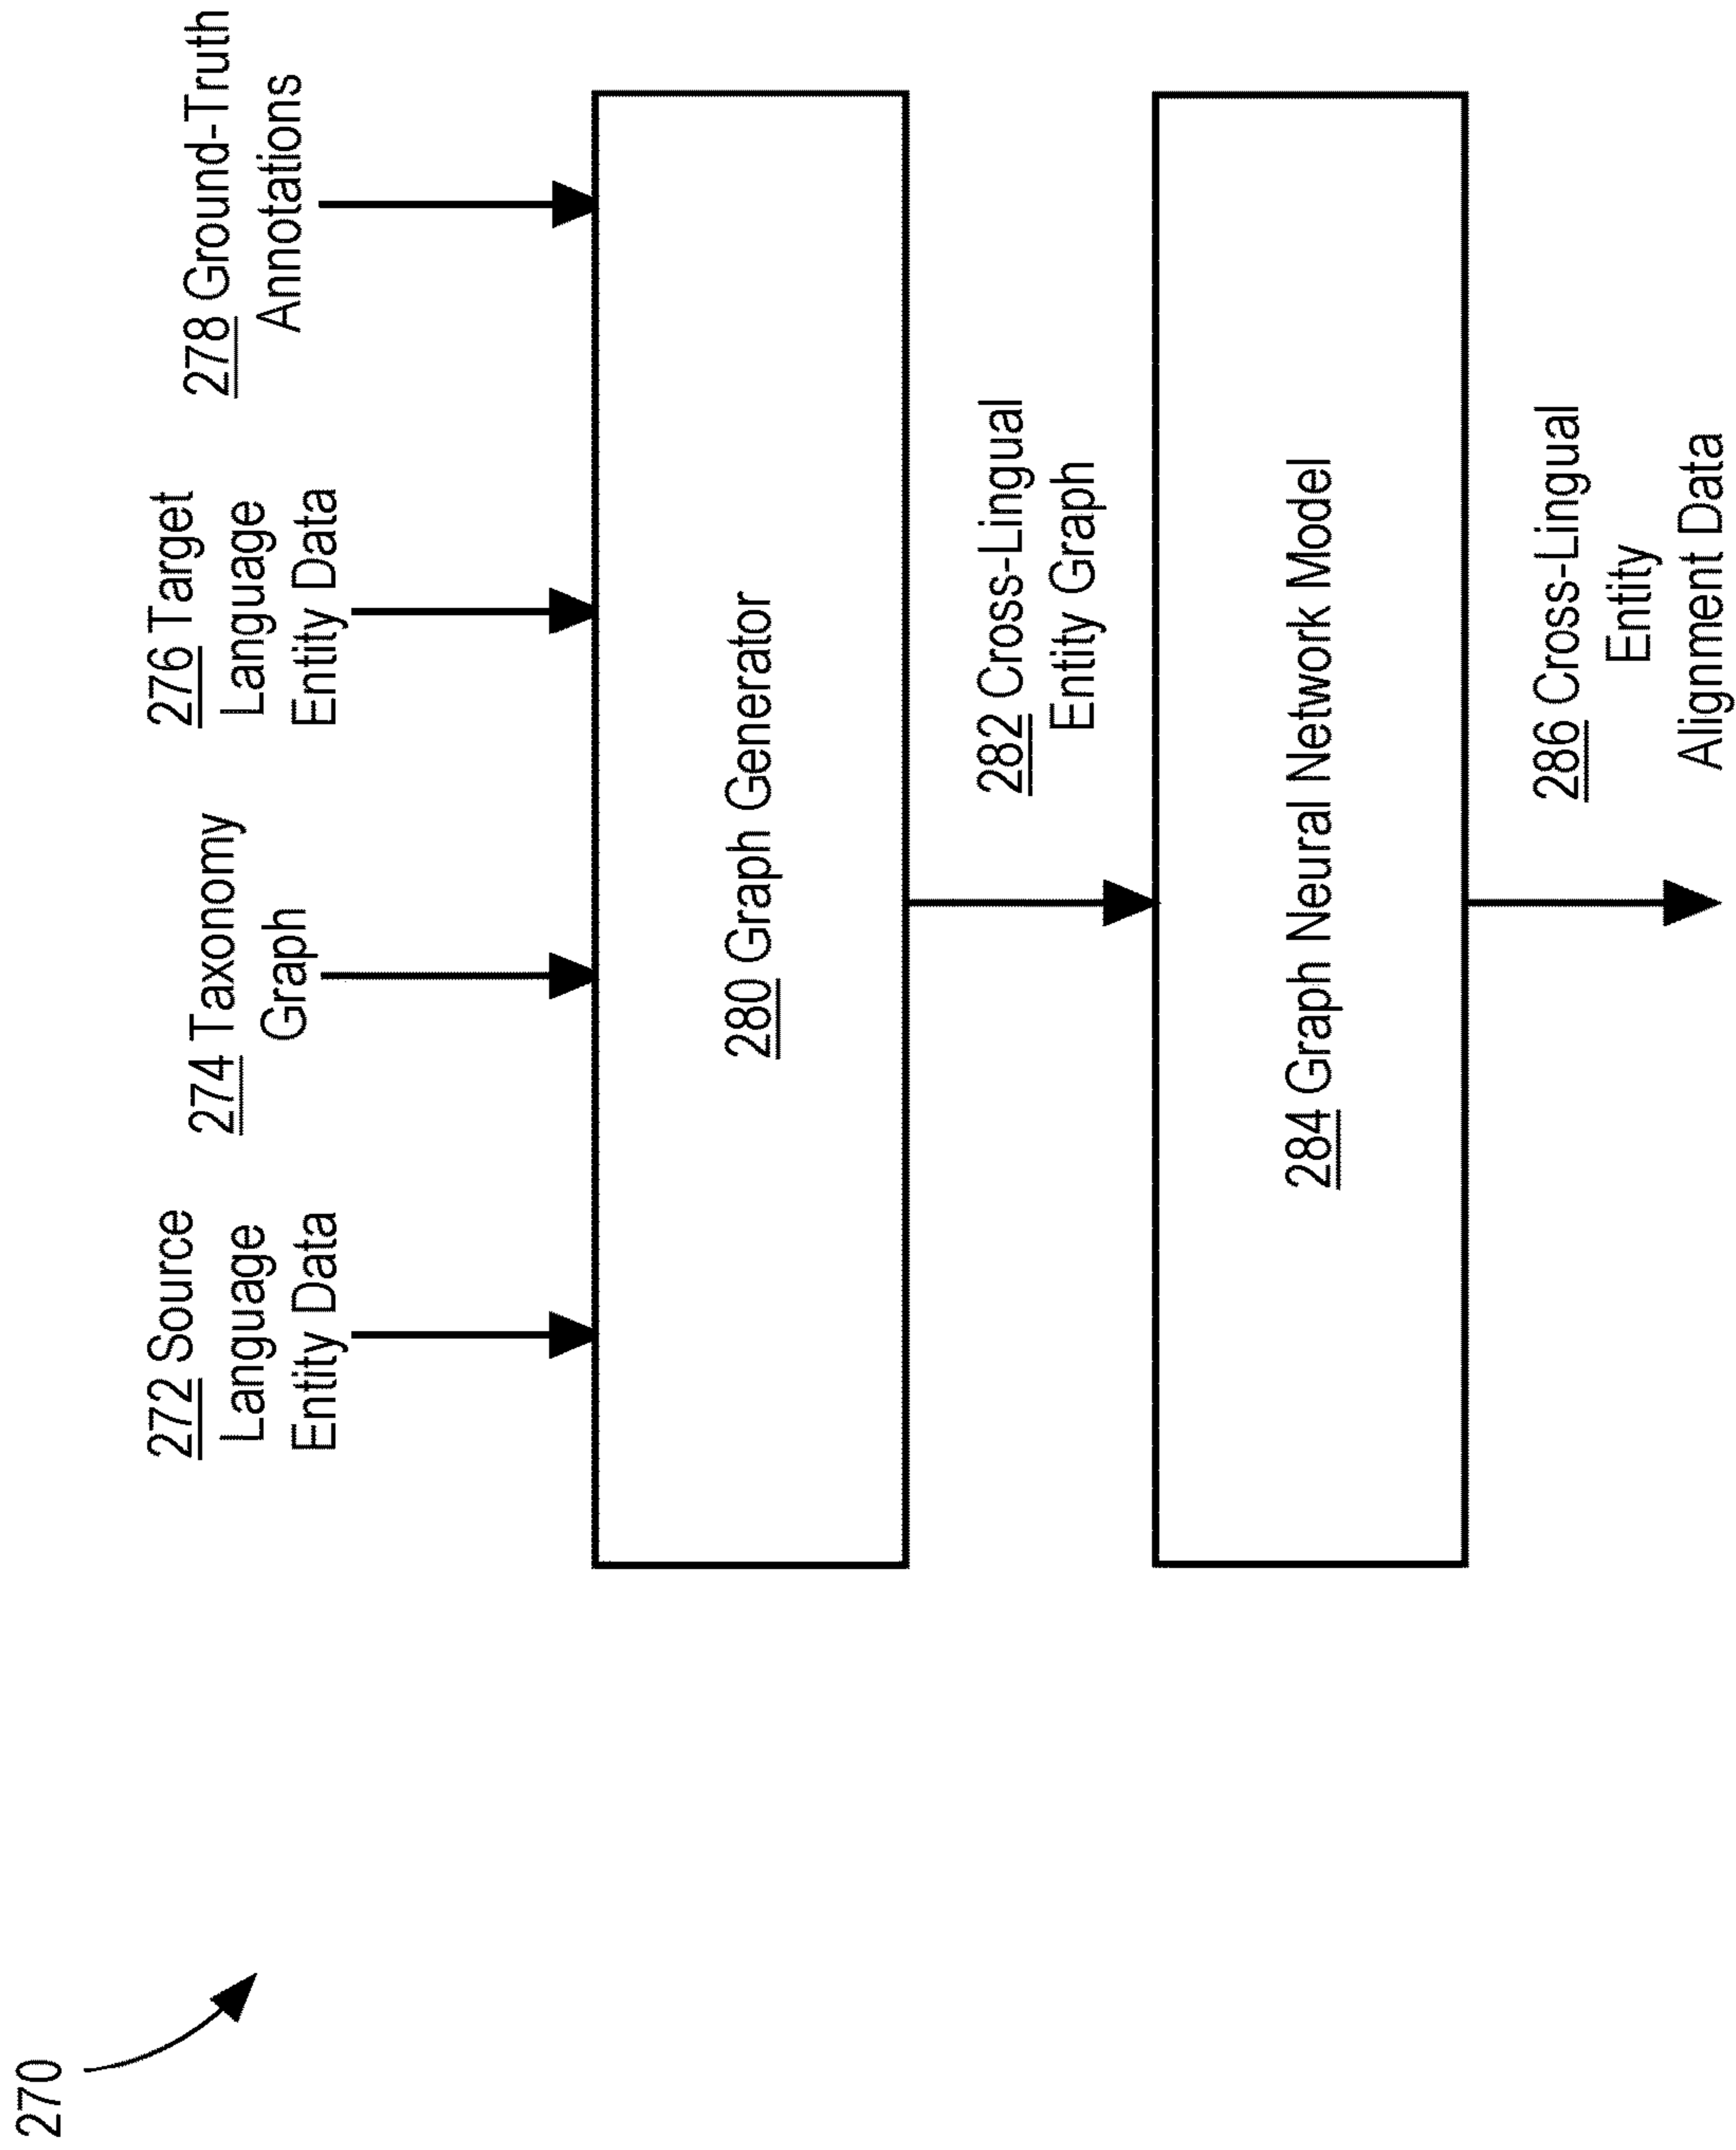 270
272 Source
Language
Entity Data
274 Taxonomy
Graph
276 Target
Language
Entity Data
278 Ground-Truth
Annotations
280 Graph Generator
282 Cross-Lingual
Entity Graph
284 Graph Neural Network Model
286 Cross-Lingual
Entity
Alignment Data